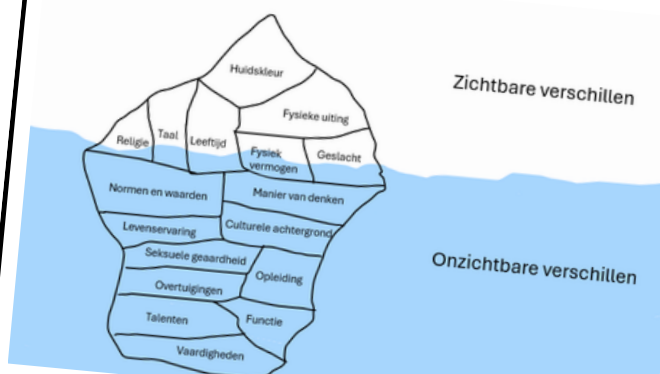 Huidskleur
Zichtbare verschillen
Fysieke uiting
Religie
Taal
Leeftijd
Fysiek
vermogen
Geslacht
Normen en waarden
Manier van denken
Levenservaring
Culturele achtergrond
Seksuele geaardheid
Opleiding
Onzichtbare verschillen
Overtuigingen
Talenten
Functie
Vaardigheden